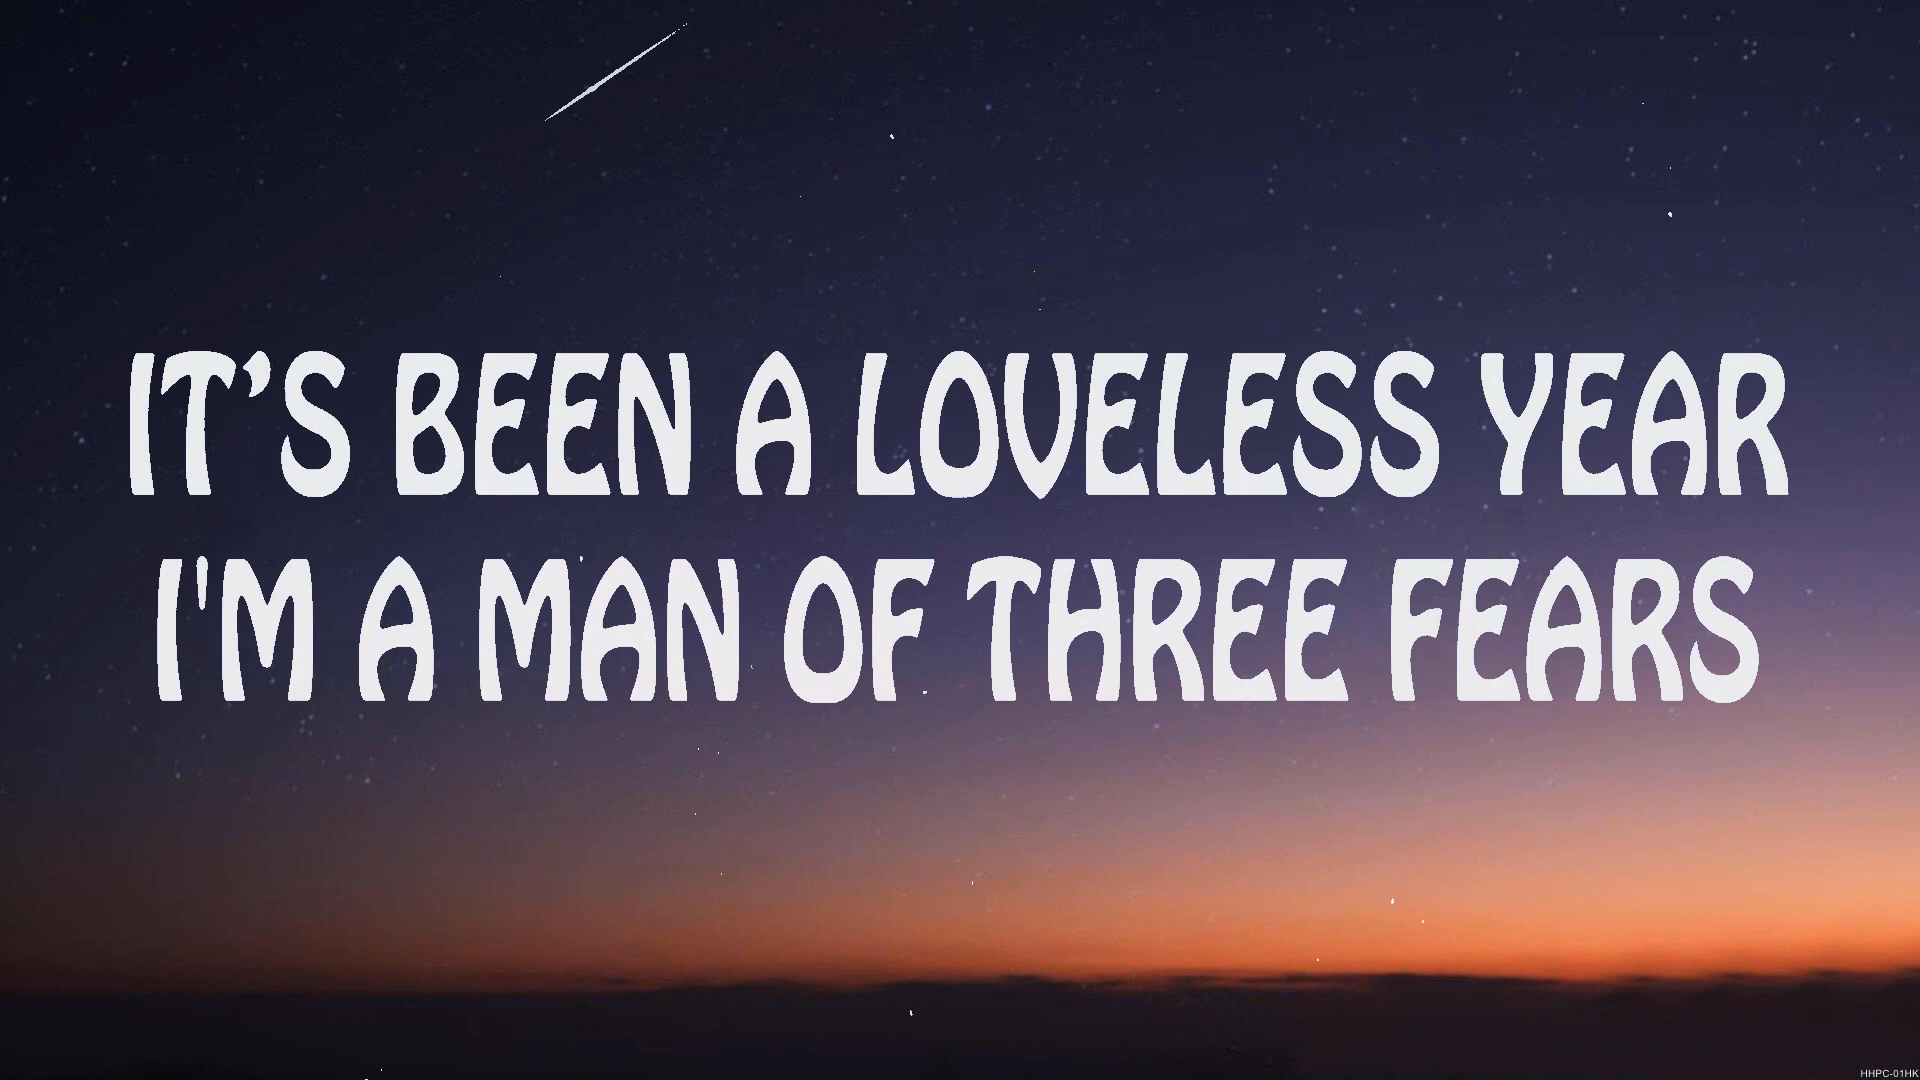 IT’S BEEN A LOVELESS YEAR
I'M A MAN OF THREE FEARS
HHPC-01HK